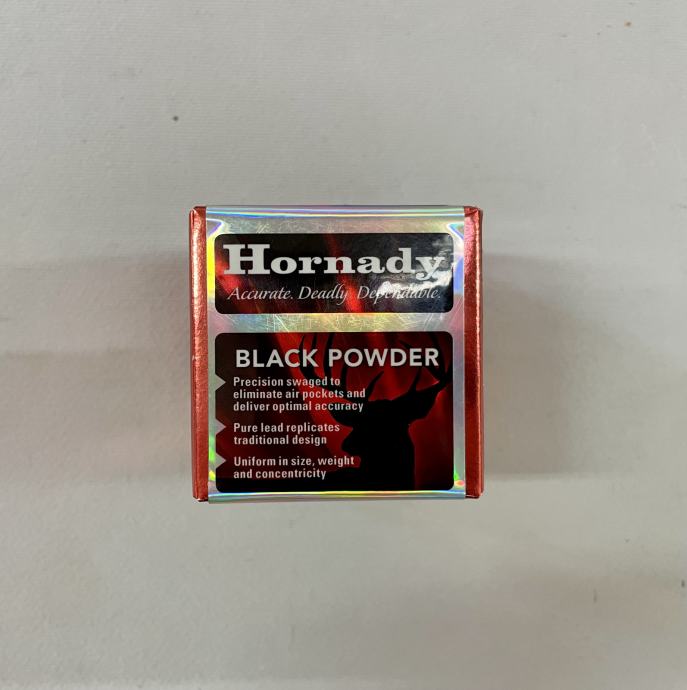 Hornady
Accurate. Deadly. Dependable.
BLACK POWDER
Precision swaged to
eliminate air pockets and
deliver optimal accuracy
Pure lead replicates
traditional design
Uniform in size, weight
and concentricity